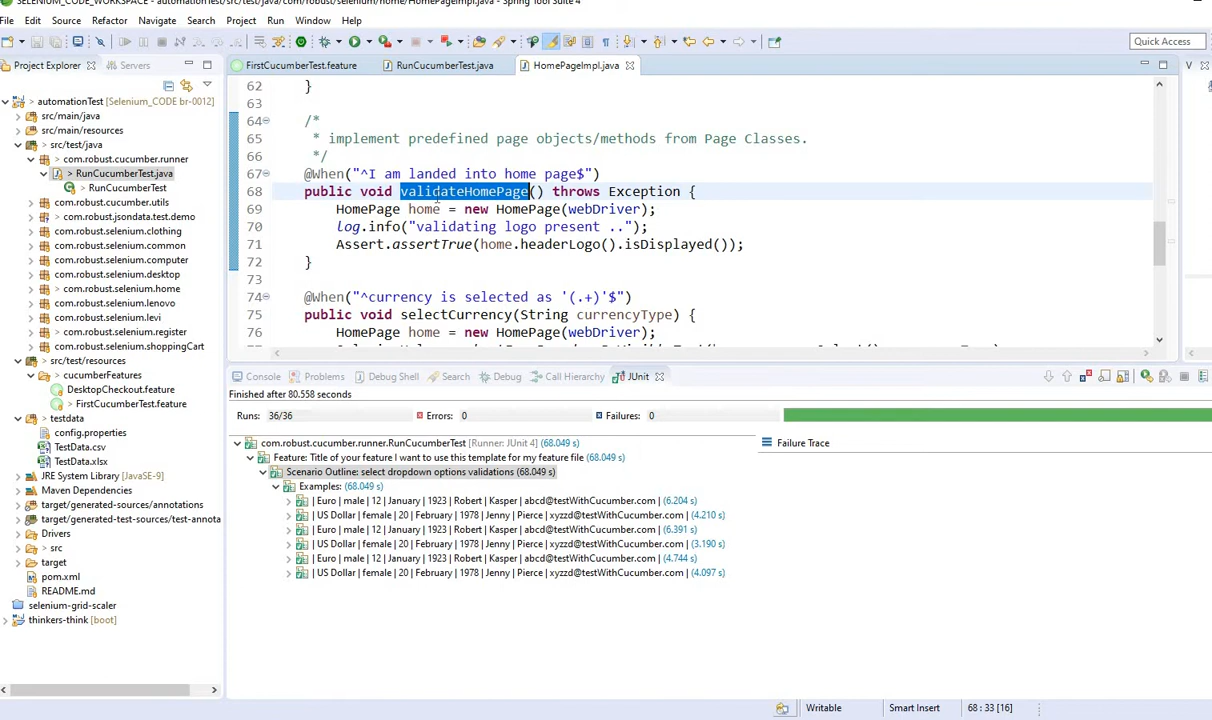 SELENIUM_CODE_WORKSPACE - automationTest/src/test/java/com/robust/selenium/home/HomePageImpl.java - Spring Tool Suite 4
File Edit Source Refactor Navigate Search Project Run Window Help
Quick Access
Project Explorer Servers
FirstCucumberTest.feature RunCucumberTest.java HomePageImpl.java V
> automationTest [Selenium_CODE br-0012]
src/main/java
src/main/resources
> src/test/java
> com.robust.cucumber.runner
> RunCucumberTest.java
> RunCucumberTest
com.robust.cucumber.utils
com.robust.jsondata.test.demo
com.robust.selenium.clothing
com.robust.selenium.common
com.robust.selenium.computer
com.robust.selenium.desktop
> com.robust.selenium.home
com.robust.selenium.lenovo
com.robust.selenium.levi
> com.robust.selenium.register
com.robust.selenium.shoppingCart
> src/test/resources
> cucumberFeatures
DesktopCheckout.feature
> FirstCucumberTest.feature
> testdata
config.properties
TestData.csv
TestData.xlsx
JRE System Library [JavaSE-9]
Maven Dependencies
target/generated-sources/annotations
target/generated-test-sources/test-annota
Drivers
> src
target
pom.xml
README.md
selenium-grid-scaler
thinkers-think [boot]
62 }
63
64 /*
65 * implement predefined page objects/methods from Page Classes.
66 */
67 @When("^I am landed into home page$")
68 public void validateHomePage() throws Exception {
69 HomePage home = new HomePage(webDriver);
70 log.info("validating logo present ..");
71 Assert.assertTrue(home.headerLogo().isDisplayed());
72 }
73
74 @When("^currency is selected as '(.+)'$")
75 public void selectCurrency(String currencyType) {
76 HomePage home = new HomePage(webDriver);
Console Problems Debug Shell Search Debug Call Hierarchy JUnit
Finished after 80.558 seconds
Runs: 36/36 Errors: 0 Failures: 0
com.robust.cucumber.runner.RunCucumberTest [Runner: JUnit 4] (68.049 s)
Failure Trace
Feature: Title of your feature I want to use this template for my feature file (68.049 s)
Scenario Outline: select dropdown options validations (68.049 s)
Examples: (68.049 s)
| Euro | male | 12 | January | 1923 | Robert | Kasper | abcd@testWithCucumber.com | (6.204 s)
| US Dollar | female | 20 | February | 1978 | Jenny | Pierce | xyzzd@testWithCucumber.com | (4.210 s)
| Euro | male | 12 | January | 1923 | Robert | Kasper | abcd@testWithCucumber.com | (6.391 s)
| US Dollar | female | 20 | February | 1978 | Jenny | Pierce | xyzzd@testWithCucumber.com | (3.190 s)
| Euro | male | 12 | January | 1923 | Robert | Kasper | abcd@testWithCucumber.com | (4.744 s)
| US Dollar | female | 20 | February | 1978 | Jenny | Pierce | xyzzd@testWithCucumber.com | (4.097 s)
Writable Smart Insert 68 : 33 [16]